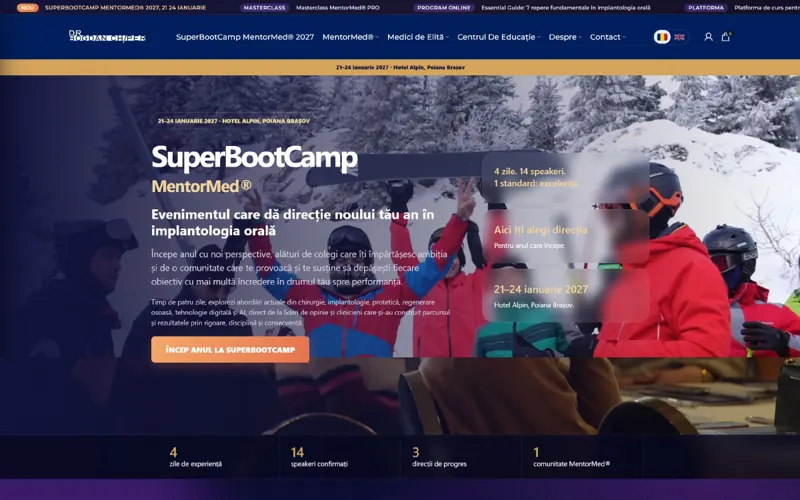 NOU SUPERBOOTCAMP MENTORMED® 2027, 21 24 IANUARIE MASTERCLASS Masterclass MentorMed® PRO PROGRAM ONLINE Essential Guide: 7 repere fundamentale în implantologia orală PLATFORMA Platforma de curs pent
DR.
BOGDAN CHIPER
SuperBootCamp MentorMed® 2027 MentorMed® Medici de Elită Centrul De Educație Despre Contact
21-24 ianuarie 2027 · Hotel Alpin, Poiana Brașov
21-24 IANUARIE 2027 · HOTEL ALPIN, POIANA BRAȘOV
SuperBootCamp
MentorMed®
Evenimentul care dă direcție noului tău an în
implantologia orală
Începe anul cu noi perspective, alături de colegi care îți împărtășesc ambiția
și de o comunitate care te provoacă și te susține să depășești fiecare
obiectiv cu mai multă încredere în drumul tău spre performanță.
Timp de patru zile, explorezi abordări actuale din chirurgie, implantologie, protetică, regenerare
osoasă, tehnologie digitală și AI, direct de la lideri de opinie și clinicieni care și-au construit parcursul
și rezultatele prin rigoare, disciplină și consecvență.
ÎNCEP ANUL LA SUPERBOOTCAMP
4 zile. 14 speakeri.
1 standard: excelența.
Aici îți alegi direcția
Pentru anul care începe.
21–24 ianuarie 2027
Hotel Alpin, Poiana Brașov.
4
zile de experiență
14
speakeri confirmați
3
direcții de progres
1
comunitate MentorMed®